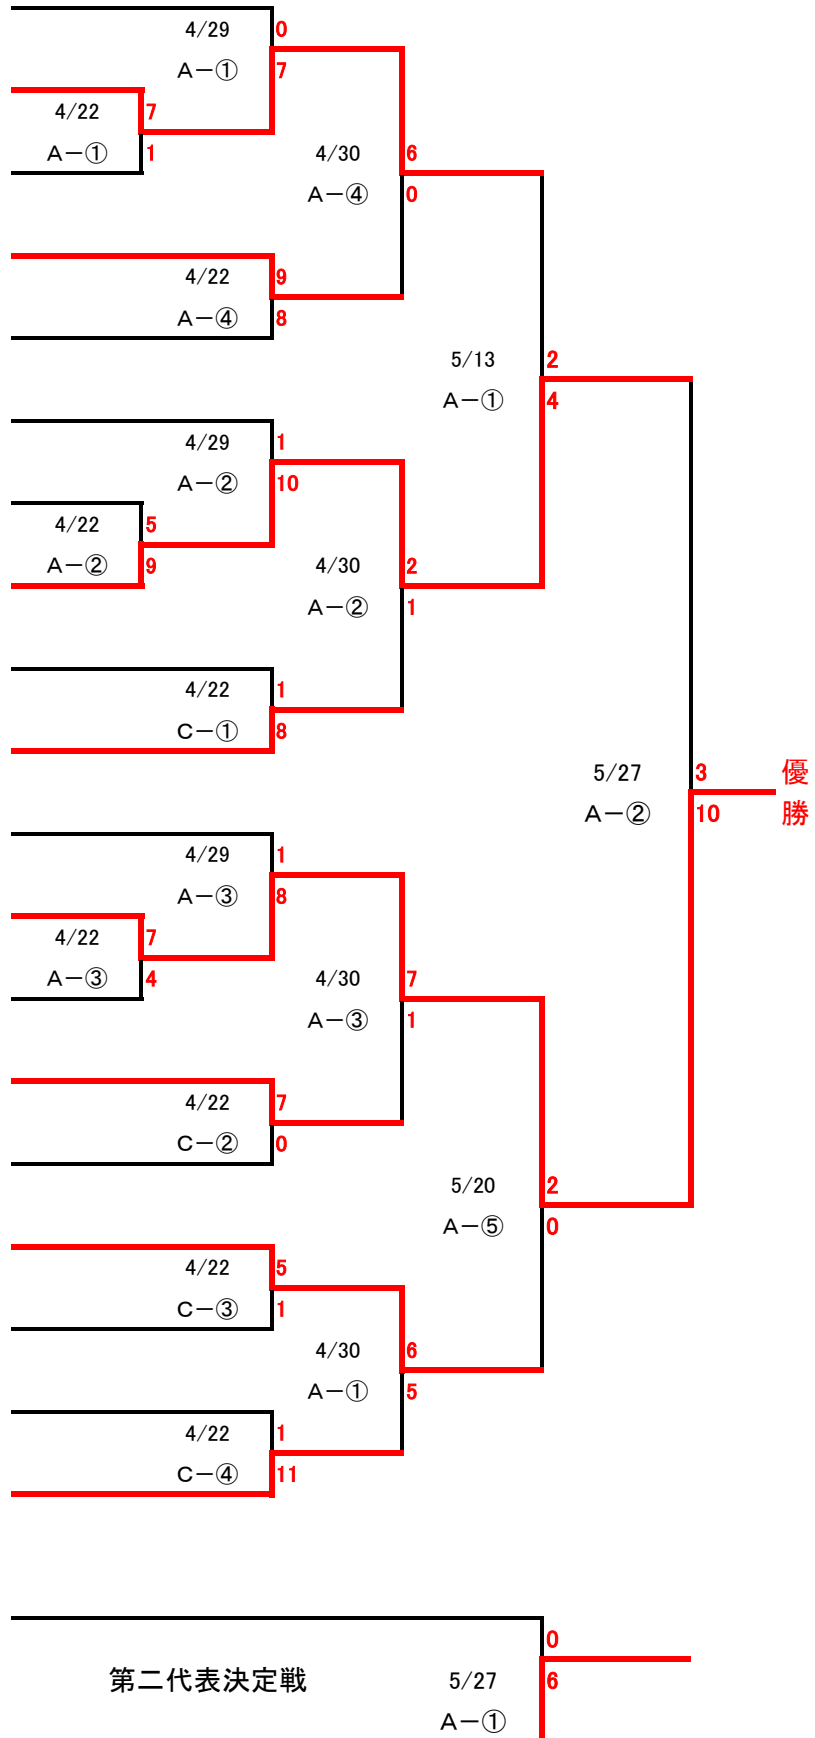 4/29 0
A－① 7
4/22 7
A－① 1
4/30 6
A－④ 0
4/22 9
A－④ 8
5/13 2
A－① 4
4/29 1
A－② 10
4/22 5
A－② 9
4/30 2
A－② 1
4/22 1
C－① 8
5/27 3 優
A－② 10 勝
4/29 1
A－③ 8
4/22 7
A－③ 4
4/30 7
A－③ 1
4/22 7
C－② 0
5/20 2
A－⑤ 0
4/22 5
C－③ 1
4/30 6
A－① 5
4/22 1
C－④ 11
0
第二代表決定戦 5/27 6
A－①